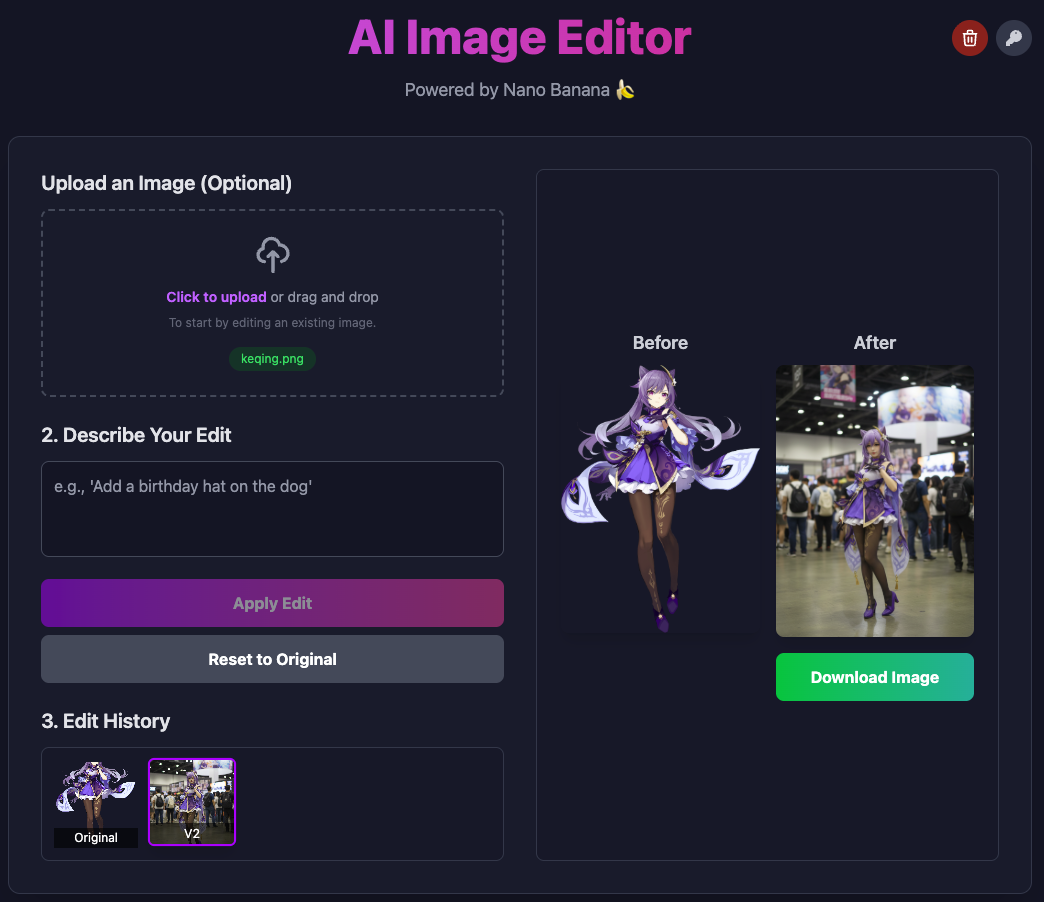 AI Image Editor
Powered by Nano Banana 🍌
Upload an Image (Optional)
Click to upload or drag and drop
To start by editing an existing image.
keqing.png
2. Describe Your Edit
e.g., 'Add a birthday hat on the dog'
Apply Edit
Reset to Original
3. Edit History
Original
V2
Before
After
Download Image